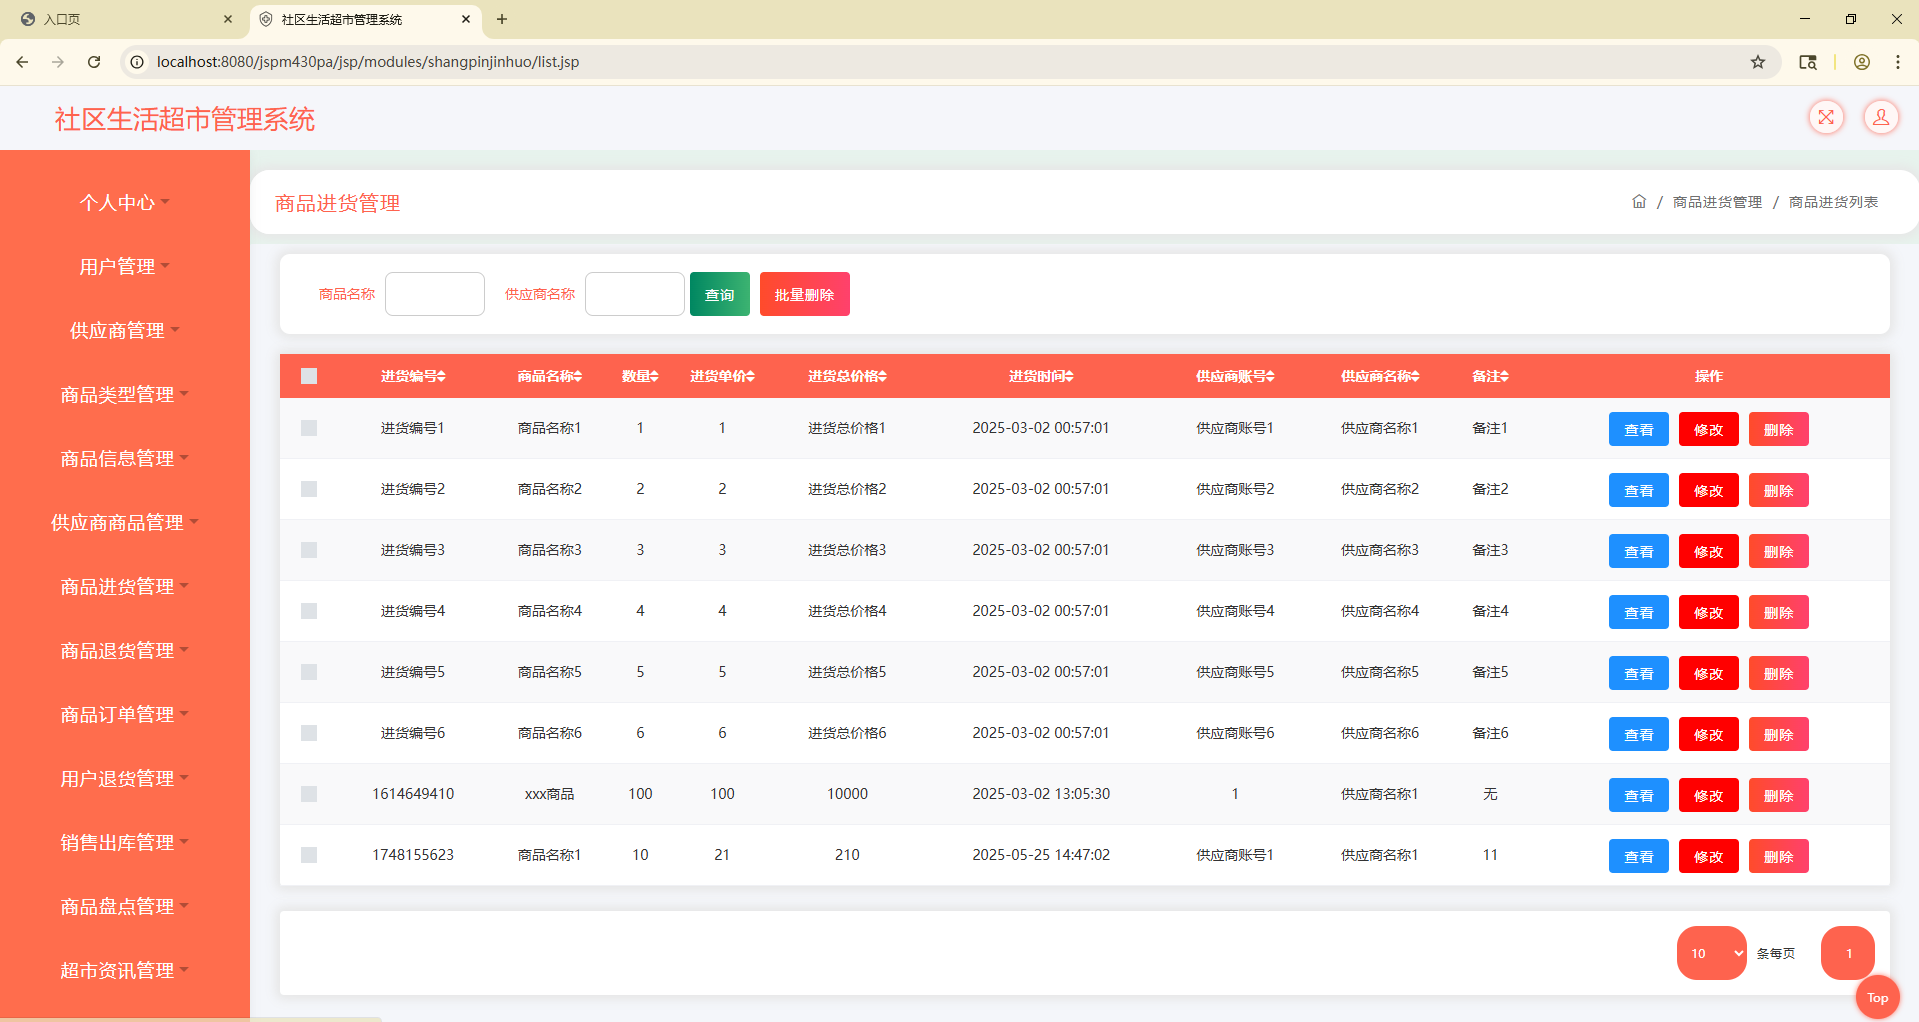 入口页
社区生活超市管理系统
localhost:8080/jspm430pa/jsp/modules/shangpinjinhuo/list.jsp
社区生活超市管理系统
个人中心
用户管理
供应商管理
商品类型管理
商品信息管理
供应商商品管理
商品进货管理
商品退货管理
商品订单管理
用户退货管理
销售出库管理
商品盘点管理
超市资讯管理
商品进货管理
/ 商品进货管理 / 商品进货列表
商品名称 供应商名称 查询 批量删除
进货编号 商品名称 数量 进货单价 进货总价格 进货时间 供应商账号 供应商名称 备注 操作
进货编号1 商品名称1 1 1 进货总价格1 2025-03-02 00:57:01 供应商账号1 供应商名称1 备注1 查看 修改 删除
进货编号2 商品名称2 2 2 进货总价格2 2025-03-02 00:57:01 供应商账号2 供应商名称2 备注2 查看 修改 删除
进货编号3 商品名称3 3 3 进货总价格3 2025-03-02 00:57:01 供应商账号3 供应商名称3 备注3 查看 修改 删除
进货编号4 商品名称4 4 4 进货总价格4 2025-03-02 00:57:01 供应商账号4 供应商名称4 备注4 查看 修改 删除
进货编号5 商品名称5 5 5 进货总价格5 2025-03-02 00:57:01 供应商账号5 供应商名称5 备注5 查看 修改 删除
进货编号6 商品名称6 6 6 进货总价格6 2025-03-02 00:57:01 供应商账号6 供应商名称6 备注6 查看 修改 删除
1614649410 xxx商品 100 100 10000 2025-03-02 13:05:30 1 供应商名称1 无 查看 修改 删除
1748155623 商品名称1 10 21 210 2025-05-25 14:47:02 供应商账号1 供应商名称1 11 查看 修改 删除
10 条每页 1
Top